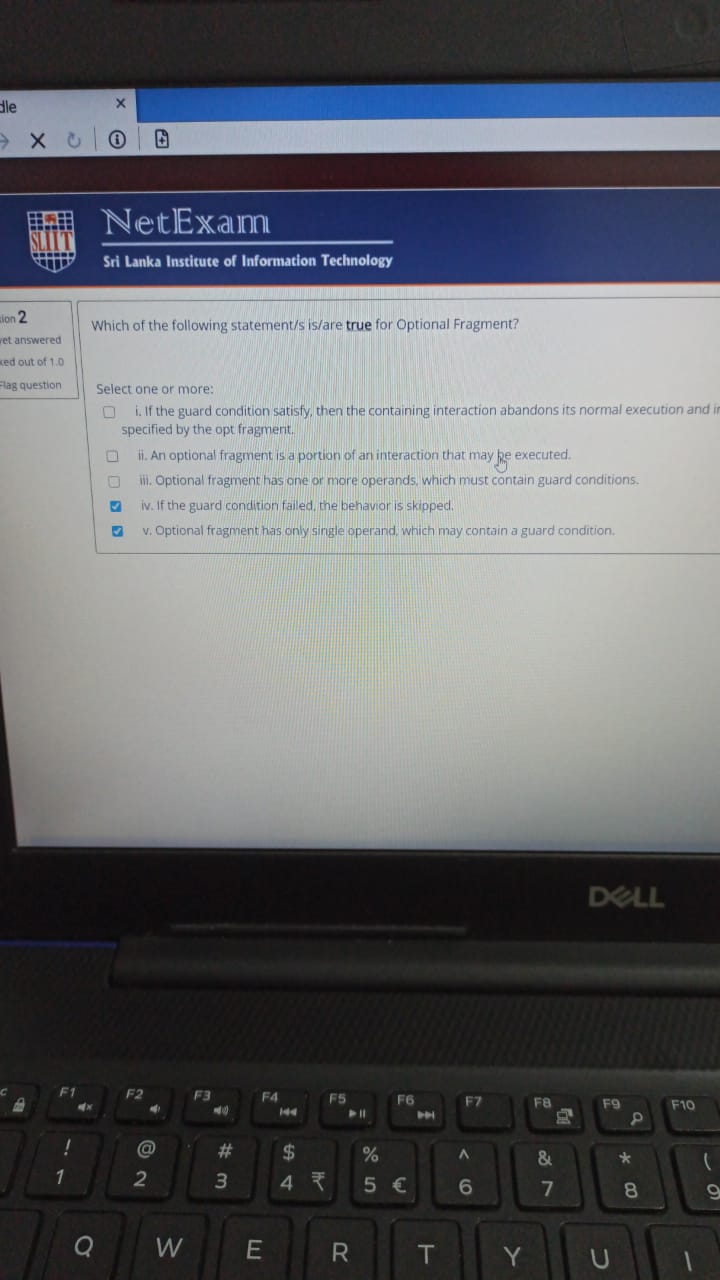 dle
NetExam
SLIIT
Sri Lanka Institute of Information Technology
ion 2
et answered
ked out of 1.0
Flag question
Which of the following statement/s is/are true for Optional Fragment?
Select one or more:
i. If the guard condition satisfy, then the containing interaction abandons its normal execution and
specified by the opt fragment.
ii. An optional fragment is a portion of an interaction that may be executed.
iii. Optional fragment has one or more operands, which must contain guard conditions.
iv. If the guard condition failed, the behavior is skipped.
v. Optional fragment has only single operand, which may contain a guard condition.
DELL
F1 F2 F3 F4 F5 F6 F7 F8 F9 F10
! @ # $ % ^ & * (
1 2 3 4 ₹ 5 € 6 7 8 9
Q W E R T Y U I